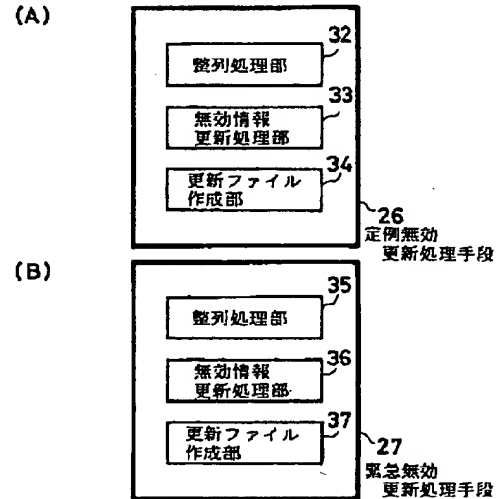 (A)
32
整列処理部
33
無効情報
更新処理部
34
更新ファイル
作成部
26
定例無効
更新処理手段
(B)
35
整列処理部
36
無効情報
更新処理部
37
更新ファイル
作成部
27
緊急無効
更新処理手段